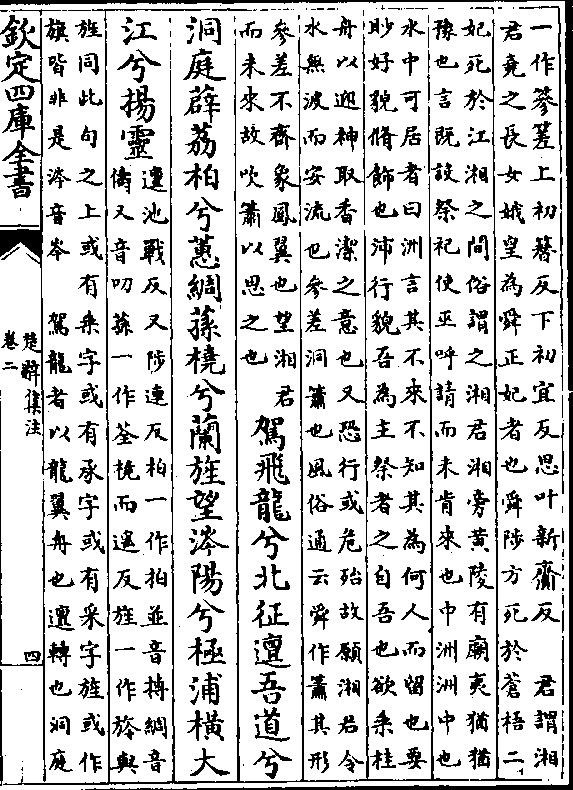 一作篸差上初簪反下初宜反思叶新齋反　君謂湘
君堯之長女娥皇為舜正妃者也舜陟方死於蒼梧二
妃死於江湘之間俗謂之湘君湘旁黃陵有廟夷猶猶
豫也言既設祭祀使巫呼請而未肯來也中洲洲中也
水中可居者曰洲言其不來不知其為何人而留也要
眇好貌脩飾也沛行貌吾為主祭者之自吾也欲乘桂
舟以迎神取香潔之意也又恐行或危殆故願湘君令
水無波而安流也參差洞簫也風俗通云舜作簫其形
參差不齊象鳳翼也望湘君
而未來故吹簫以思之也
駕飛龍兮北征邅吾道兮
洞庭薜荔柏兮蕙綢蓀橈兮蘭旌望涔陽兮極浦橫大
江兮揚靈
邅池戰反又陟連反柏一作拍並音搏綢音
儔又音叨蓀一作荃橈而遥反旌一作旍與
旌同此句之上或有乘字或有承字或有采字旌或作
旗皆非是涔音岑　駕龍者以龍翼舟也邅轉也洞庭
欽定四庫全書
楚辭集注
卷二
四